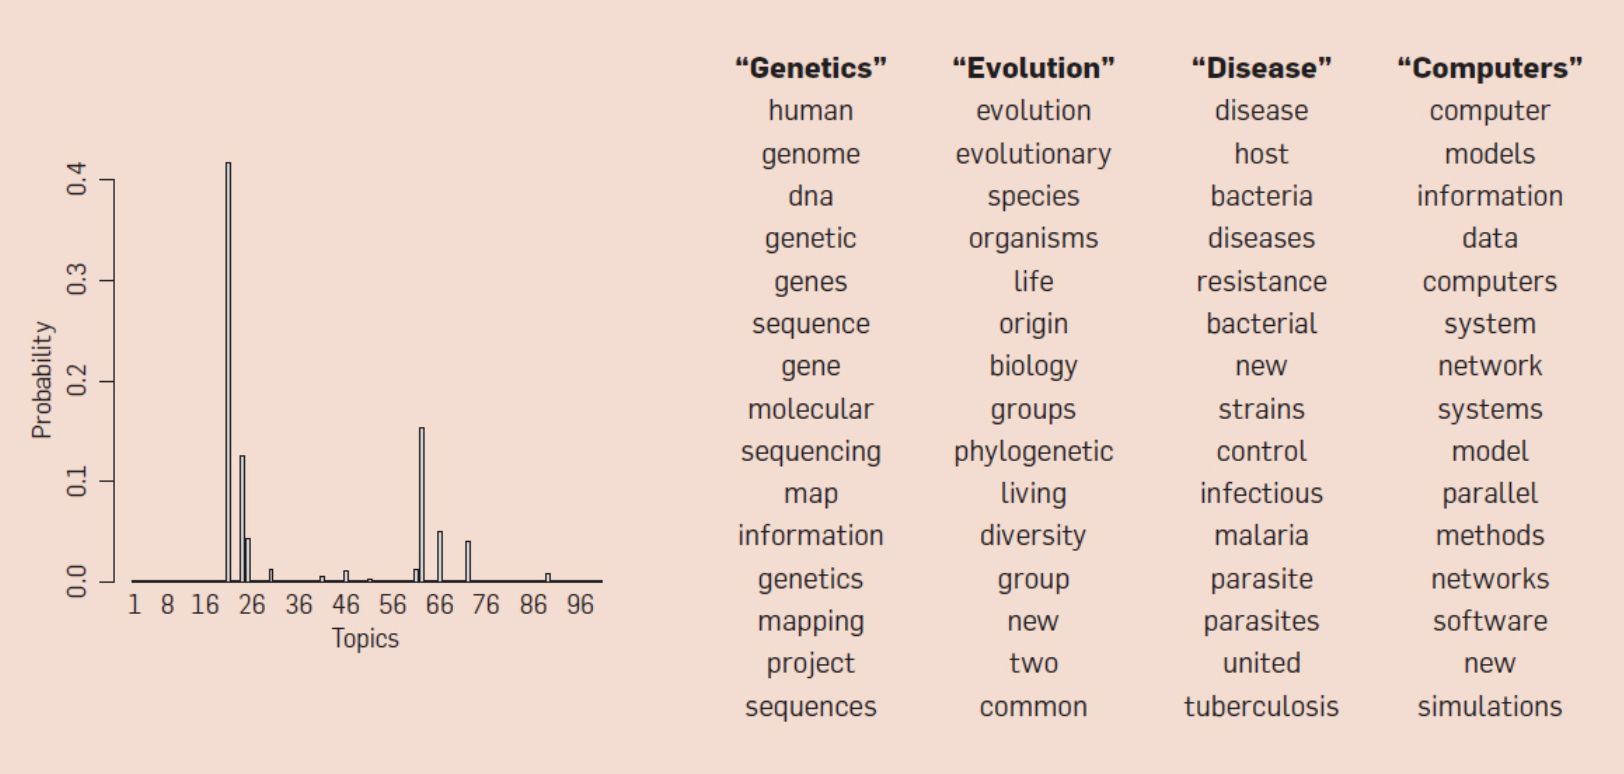 Probability
0.4
0.3
0.2
0.1
0.0
1 8 16 26 36 46 56 66 76 86 96
Topics
“Genetics” “Evolution” “Disease” “Computers”
human evolution disease computer
genome evolutionary host models
dna species bacteria information
genetic organisms diseases data
genes life resistance computers
sequence origin bacterial system
gene biology new network
molecular groups strains systems
sequencing phylogenetic control model
map living infectious parallel
information diversity malaria methods
genetics group parasite networks
mapping new parasites software
project two united new
sequences common tuberculosis simulations